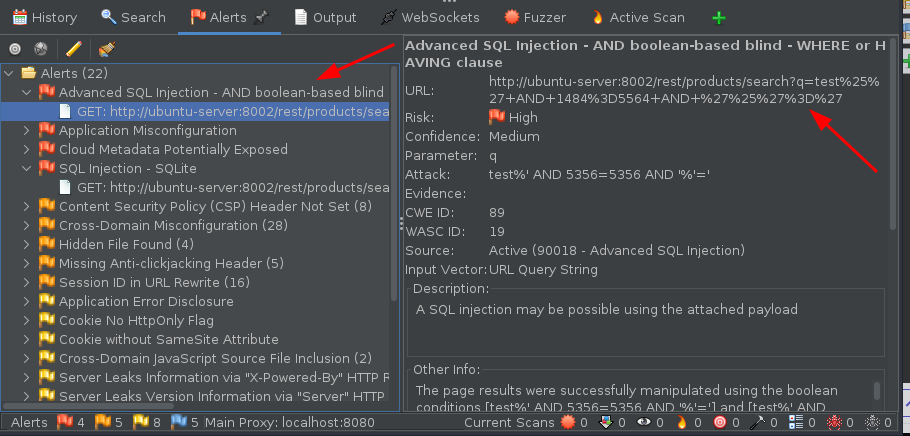 History Search Alerts Output WebSockets Fuzzer Active Scan
Alerts (22)
Advanced SQL Injection - AND boolean-based blind
GET: http://ubuntu-server:8002/rest/products/sea
Application Misconfiguration
Cloud Metadata Potentially Exposed
SQL Injection - SQLite
GET: http://ubuntu-server:8002/rest/products/sea
Content Security Policy (CSP) Header Not Set (8)
Cross-Domain Misconfiguration (28)
Hidden File Found (4)
Missing Anti-clickjacking Header (5)
Session ID in URL Rewrite (16)
Application Error Disclosure
Cookie No HttpOnly Flag
Cookie without SameSite Attribute
Cross-Domain JavaScript Source File Inclusion (2)
Server Leaks Information via "X-Powered-By" HTTP R
Server Leaks Version Information via "Server" HTTP
Advanced SQL Injection - AND boolean-based blind - WHERE or H
AVING clause
URL: http://ubuntu-server:8002/rest/products/search?q=test%25%
27+AND+1484%3D5564+AND+%27%25%27%3D%27
Risk: High
Confidence: Medium
Parameter: q
Attack: test%' AND 5356=5356 AND '%'='
Evidence:
CWE ID: 89
WASC ID: 19
Source: Active (90018 - Advanced SQL Injection)
Input Vector: URL Query String
Description:
A SQL injection may be possible using the attached payload
Other Info:
The page results were successfully manipulated using the boolean
conditions [test%' AND 5356=5356 AND '%'='] and [test%' AND
Alerts 4 5 8 5 Main Proxy: localhost:8080 Current Scans 0 0 0 0 0 0 0 0 0